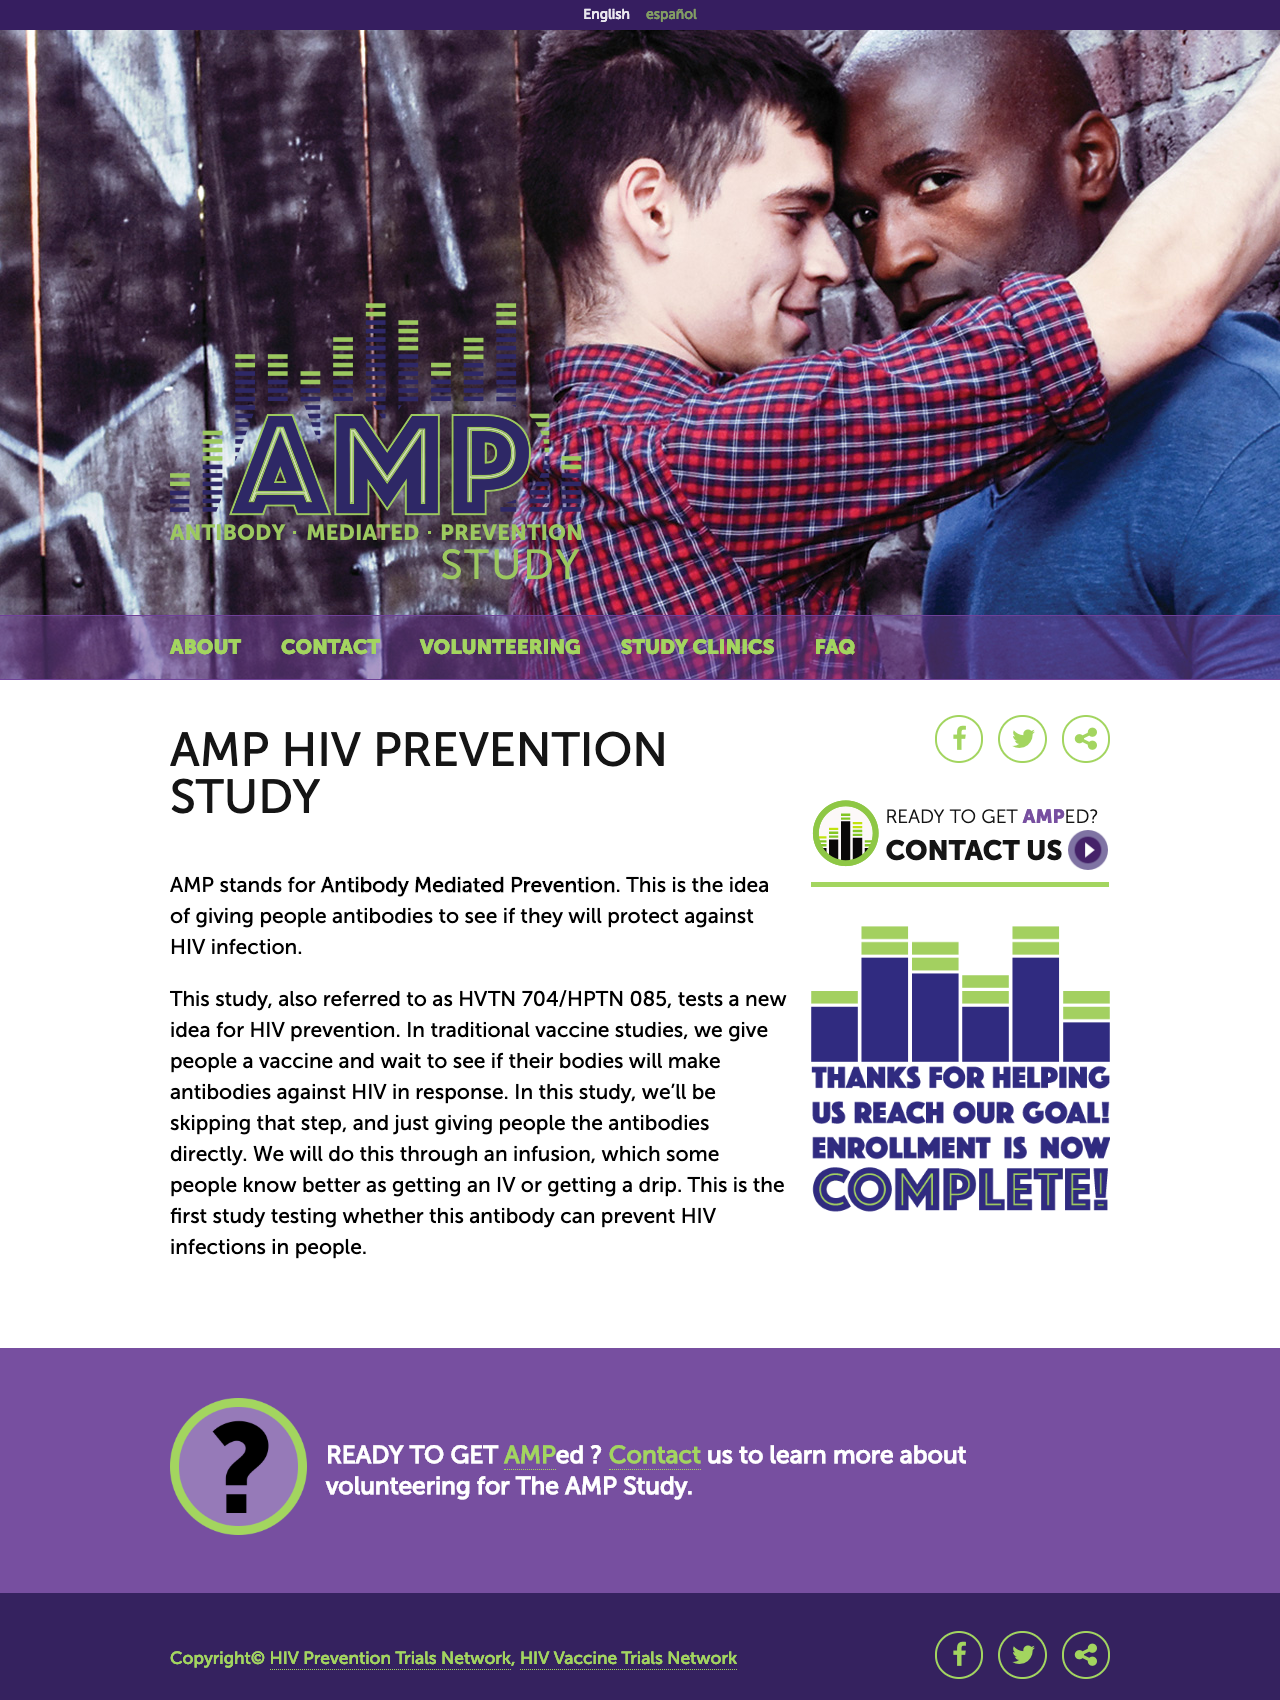 English español
AMP
ANTIBODY · MEDIATED · PREVENTION
STUDY
ABOUT CONTACT VOLUNTEERING STUDY CLINICS FAQ
AMP HIV PREVENTION
STUDY
READY TO GET AMPED?
CONTACT US
AMP stands for Antibody Mediated Prevention. This is the idea
of giving people antibodies to see if they will protect against
HIV infection.
This study, also referred to as HVTN 704/HPTN 085, tests a new
idea for HIV prevention. In traditional vaccine studies, we give
people a vaccine and wait to see if their bodies will make
antibodies against HIV in response. In this study, we’ll be
skipping that step, and just giving people the antibodies
directly. We will do this through an infusion, which some
people know better as getting an IV or getting a drip. This is the
first study testing whether this antibody can prevent HIV
infections in people.
THANKS FOR HELPING
US REACH OUR GOAL!
ENROLLMENT IS NOW
COMPLETE!
?
READY TO GET AMPed ? Contact us to learn more about
volunteering for The AMP Study.
Copyright© HIV Prevention Trials Network, HIV Vaccine Trials Network